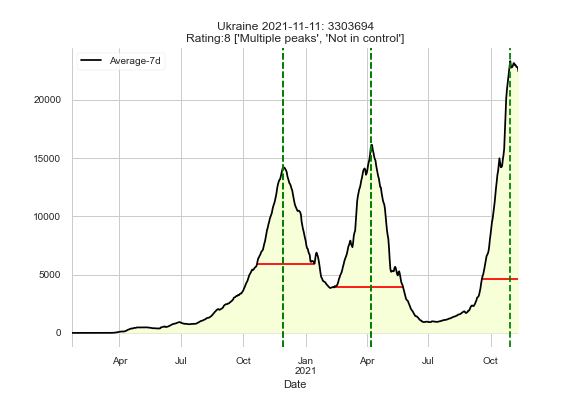 Ukraine 2021-11-11: 3303694
Rating:8 ['Multiple peaks', 'Not in control']
Average-7d
20000
15000
10000
5000
0
Apr Jul Oct Jan Apr Jul Oct
2021
Date